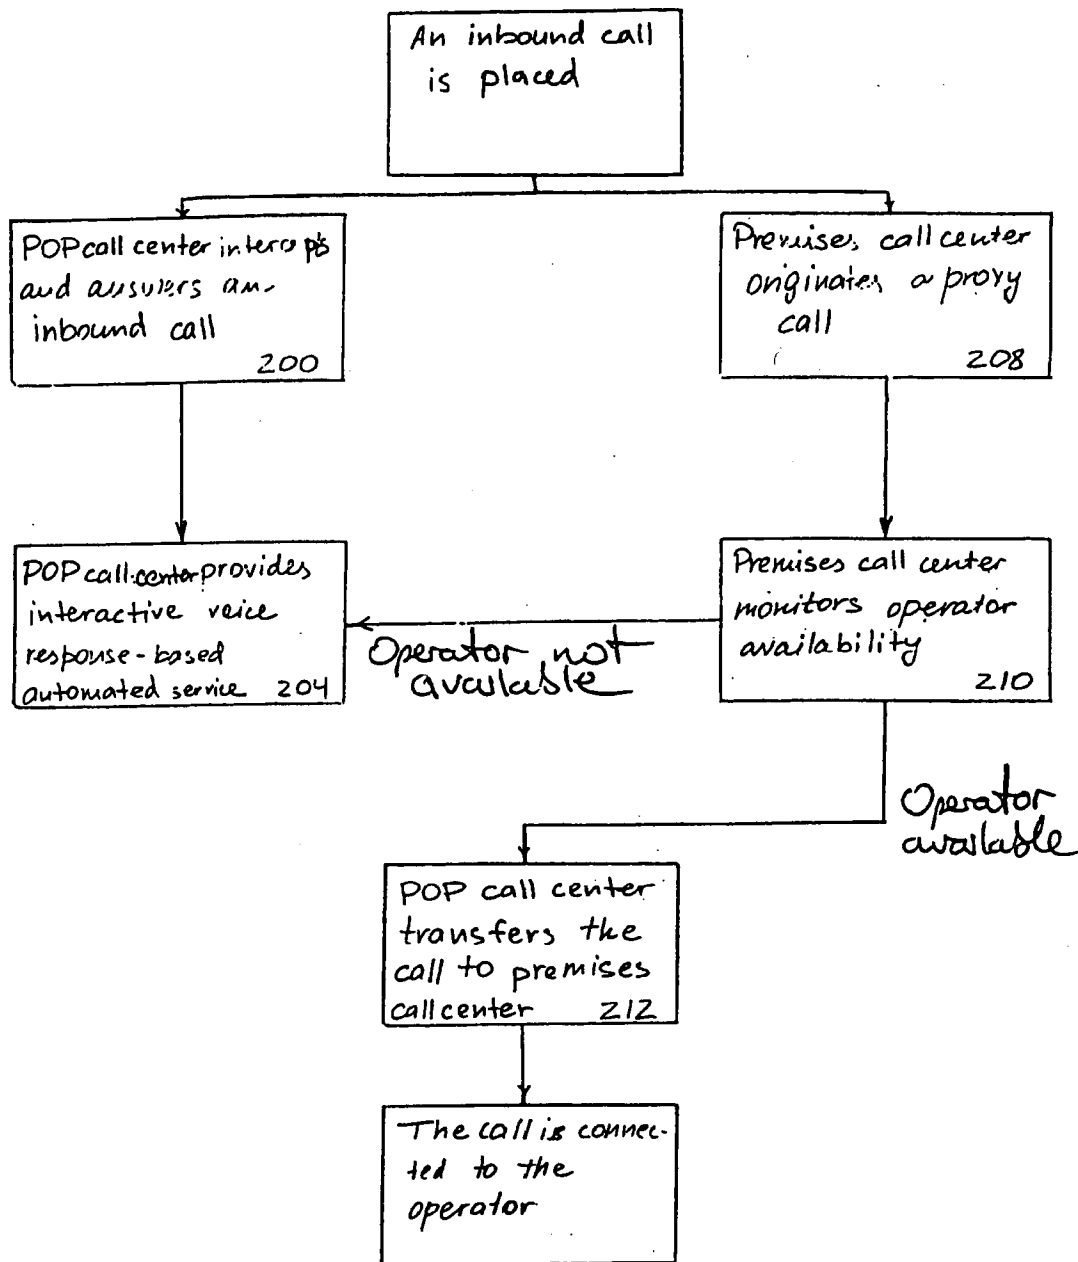 An inbound call
is placed
POP call center intercepts
and answers an
inbound call
200
Premises call center
originates a proxy
call
208
POP call center provides
interactive voice
response-based
automated service 204
Operator not
available
Premises call center
monitors operator
availability
210
Operator
available
POP call center
transfers the
call to premises
call center 212
The call is connec-
ted to the
operator